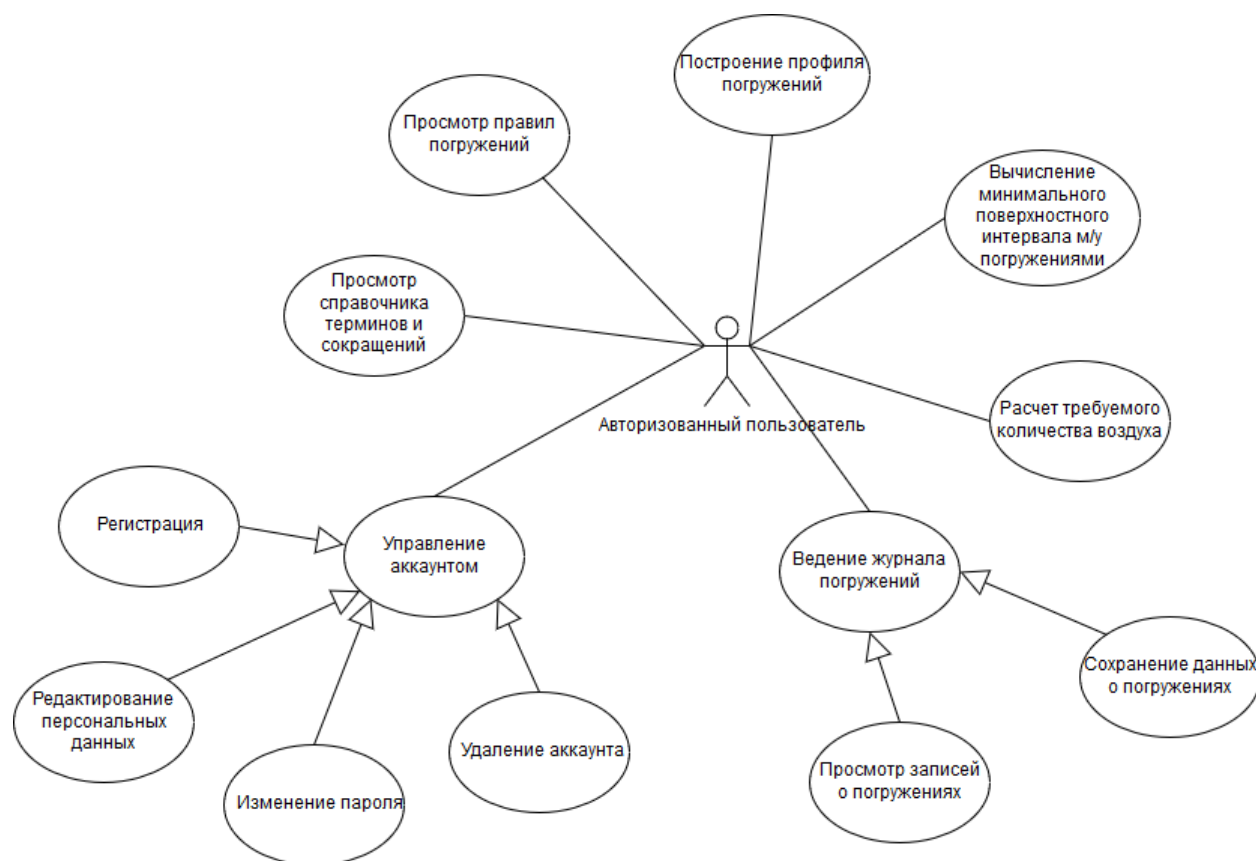 Построение профиля
погружений
Просмотр правил
погружений
Вычисление
минимального
поверхностного
интервала м/у
погружениями
Просмотр
справочника
терминов и
сокращений
Авторизованный пользователь
Расчет требуемого
количества воздуха
Регистрация
Управление
аккаунтом
Ведение журнала
погружений
Сохранение данных
о погружениях
Редактирование
персональных
данных
Удаление аккаунта
Изменение пароля
Просмотр записей
о погружениях